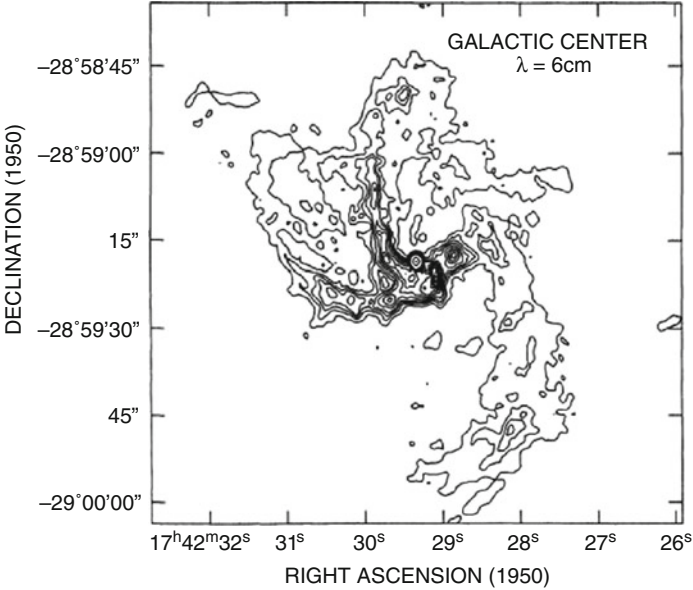 GALACTIC CENTER
λ = 6cm
DECLINATION (1950)
–28˚58'45”
–28˚59'00”
15”
–28˚59'30”
45”
–29˚00'00”
17ʰ42ᵐ32ˢ 31ˢ 30ˢ 29ˢ 28ˢ 27ˢ 26ˢ
RIGHT ASCENSION (1950)